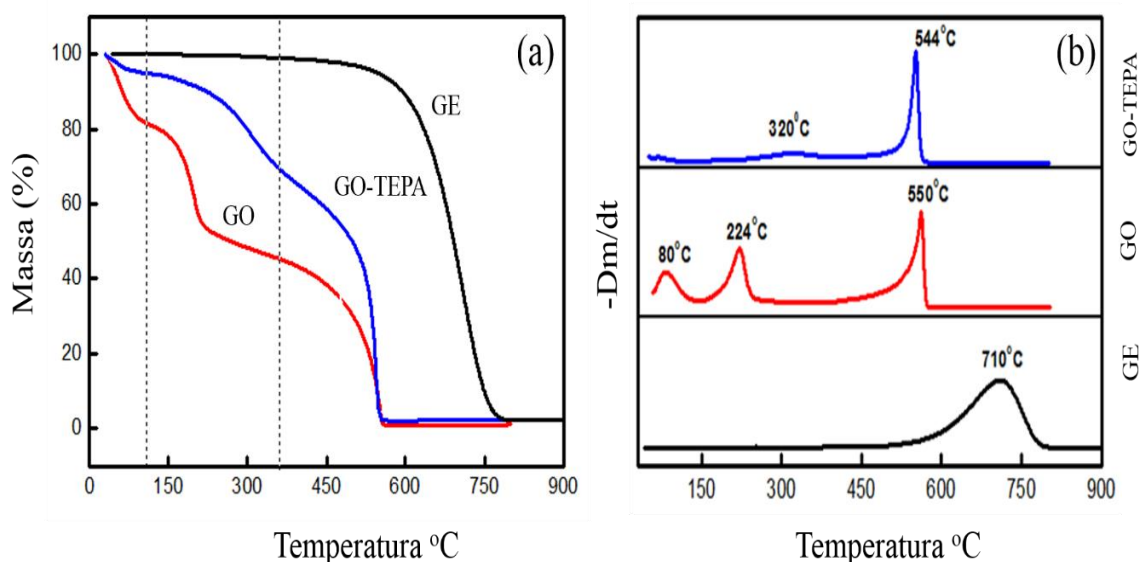 (a)
100
80
60
40
20
0
Massa (%)
GE
GO-TEPA
GO
0 150 300 450 600 750 900
Temperatura ºC
(b)
544°C
320°C
GO-TEPA
550°C
224°C
80°C
GO
710°C
GE
-Dm/dt
150 300 450 600 750 900
Temperatura ºC